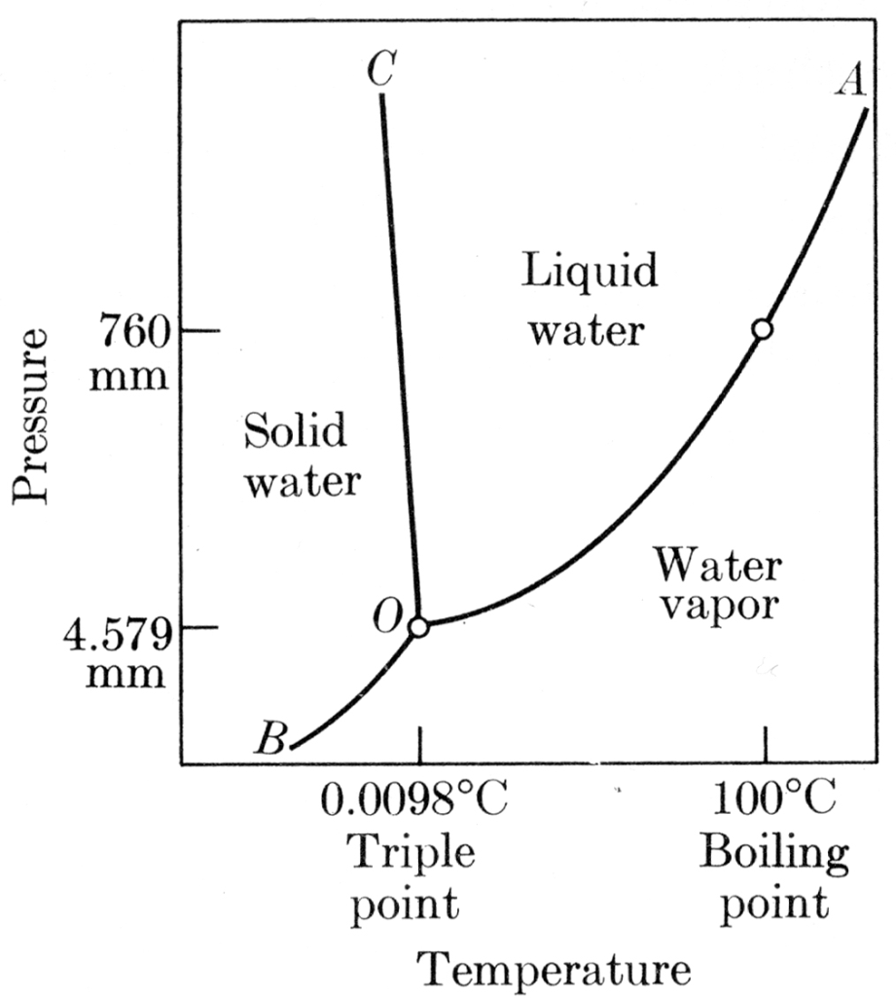 C
A
Liquid
water
760
mm
Pressure
Solid
water
Water
vapor
O
4.579
mm
B
0.0098°C
100°C
Triple
point
Boiling
point
Temperature